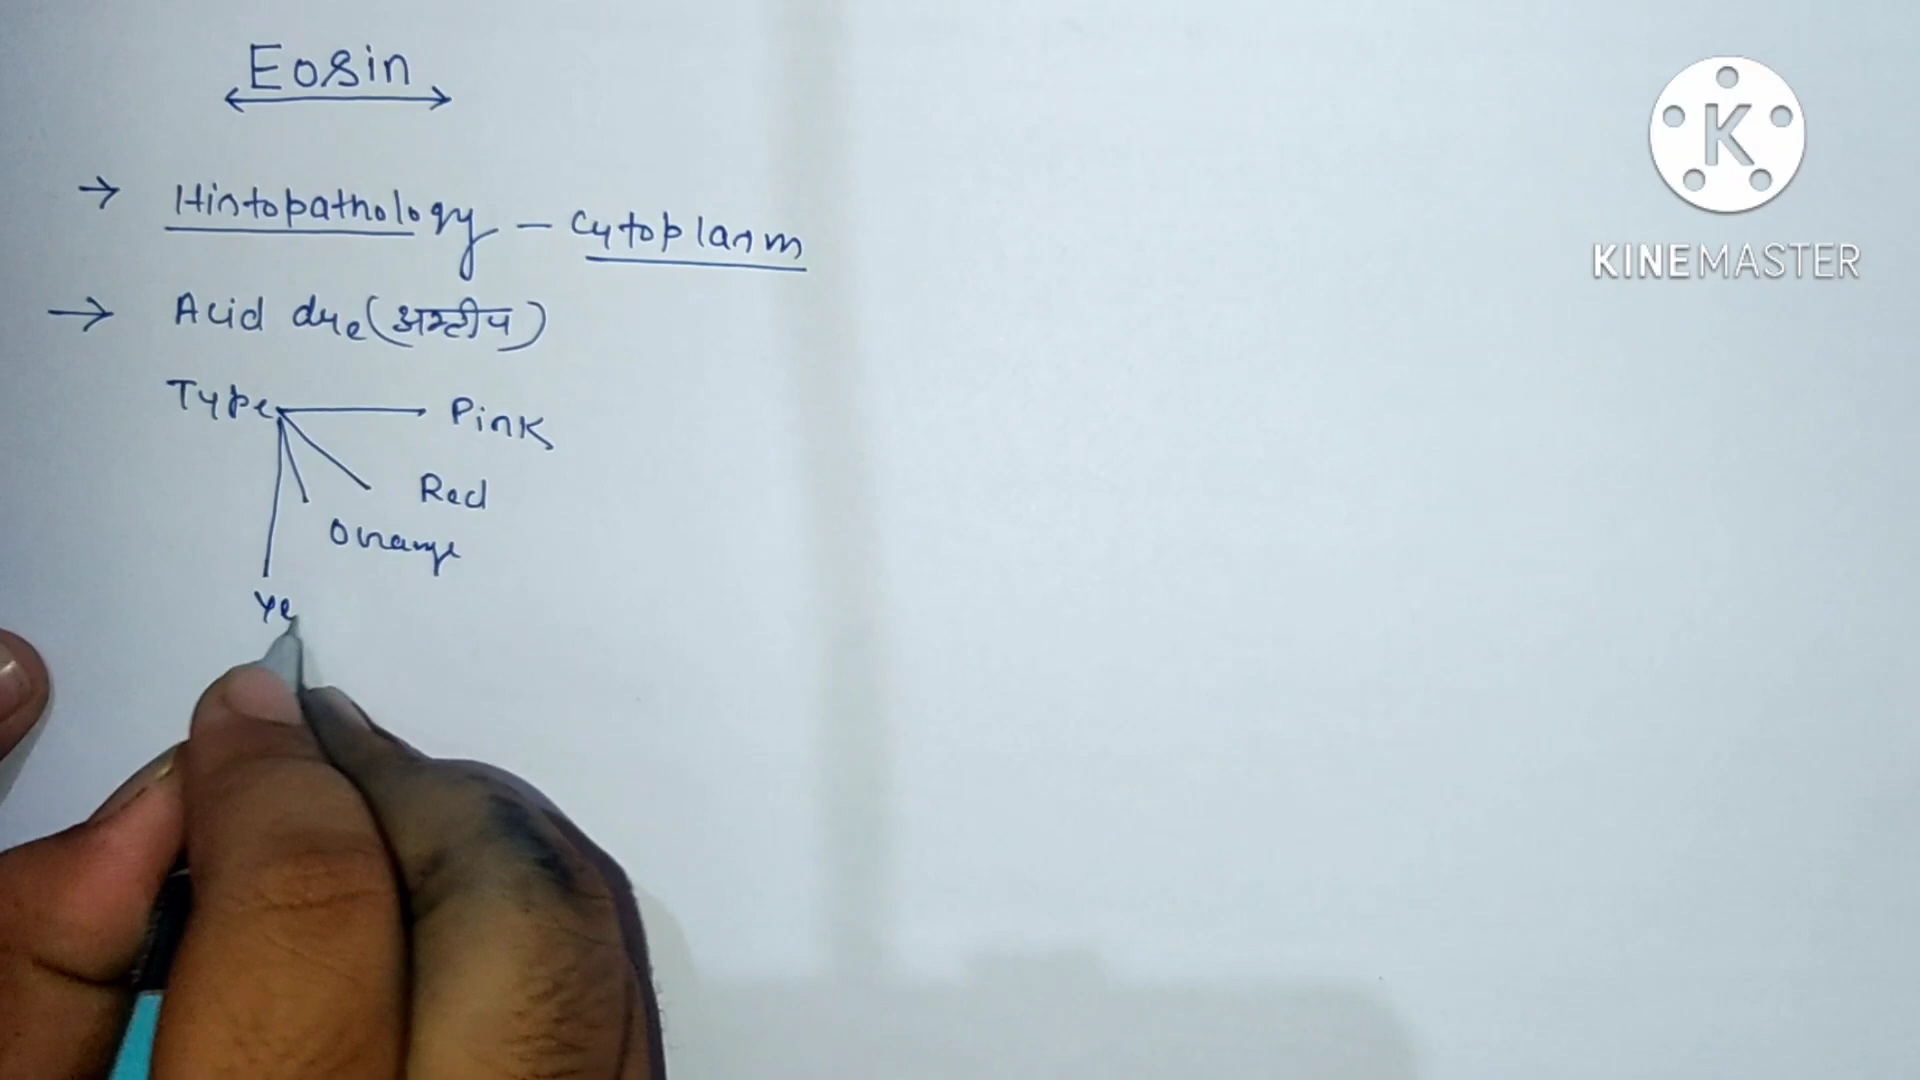 Eosin
→ Histopathology – Cytoplasm
→ Acid dye (अम्लीय)
Type
Pink
Red
Orange
Ye
K
KINEMASTER